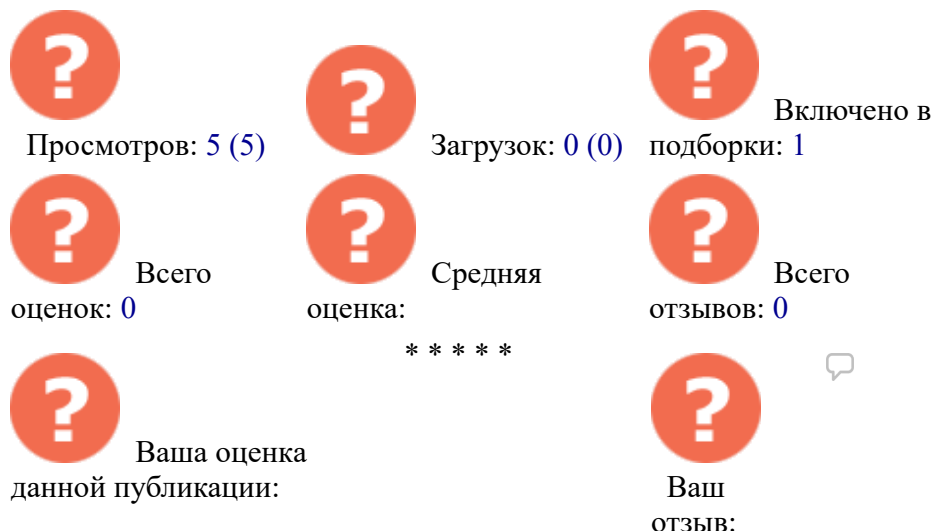 Просмотров: 5 (5)
Загрузок: 0 (0)
Включено в
подборки: 1
Всего
оценок: 0
Средняя
оценка:
Всего
отзывов: 0
* * * * *
Ваша оценка
данной публикации:
Ваш
отзыв: